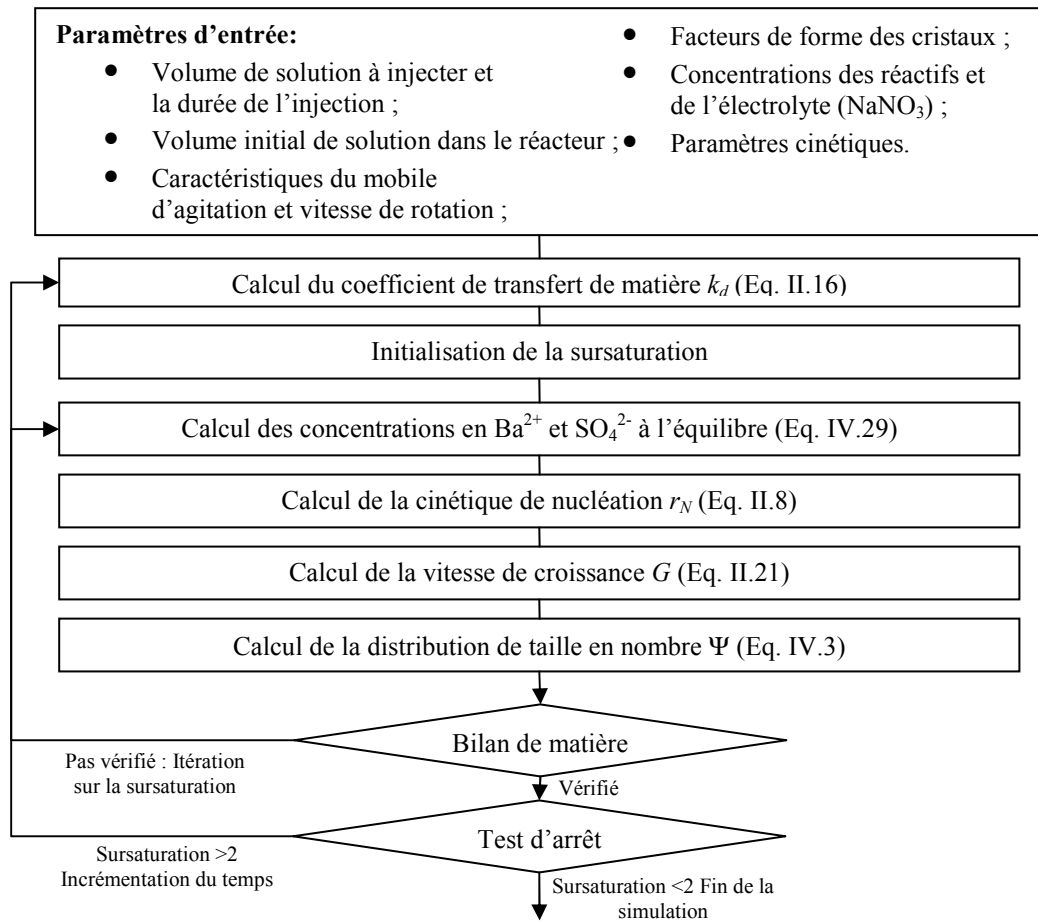 Paramètres d’entrée:
• Volume de solution à injecter et
la durée de l’injection ;
• Volume initial de solution dans le réacteur ;
• Caractéristiques du mobile
d’agitation et vitesse de rotation ;
• Facteurs de forme des cristaux ;
• Concentrations des réactifs et
de l’électrolyte (NaNO₃) ;
• Paramètres cinétiques.
Calcul du coefficient de transfert de matière k_d (Eq. II.16)
Initialisation de la sursaturation
Calcul des concentrations en Ba²⁺ et SO₄²⁻ à l’équilibre (Eq. IV.29)
Calcul de la cinétique de nucléation r_N (Eq. II.8)
Calcul de la vitesse de croissance G (Eq. II.21)
Calcul de la distribution de taille en nombre Ψ (Eq. IV.3)
Bilan de matière
Pas vérifié : Itération
sur la sursaturation
Vérifié
Test d’arrêt
Sursaturation >2
Incrémentation du temps
Sursaturation <2 Fin de la
simulation